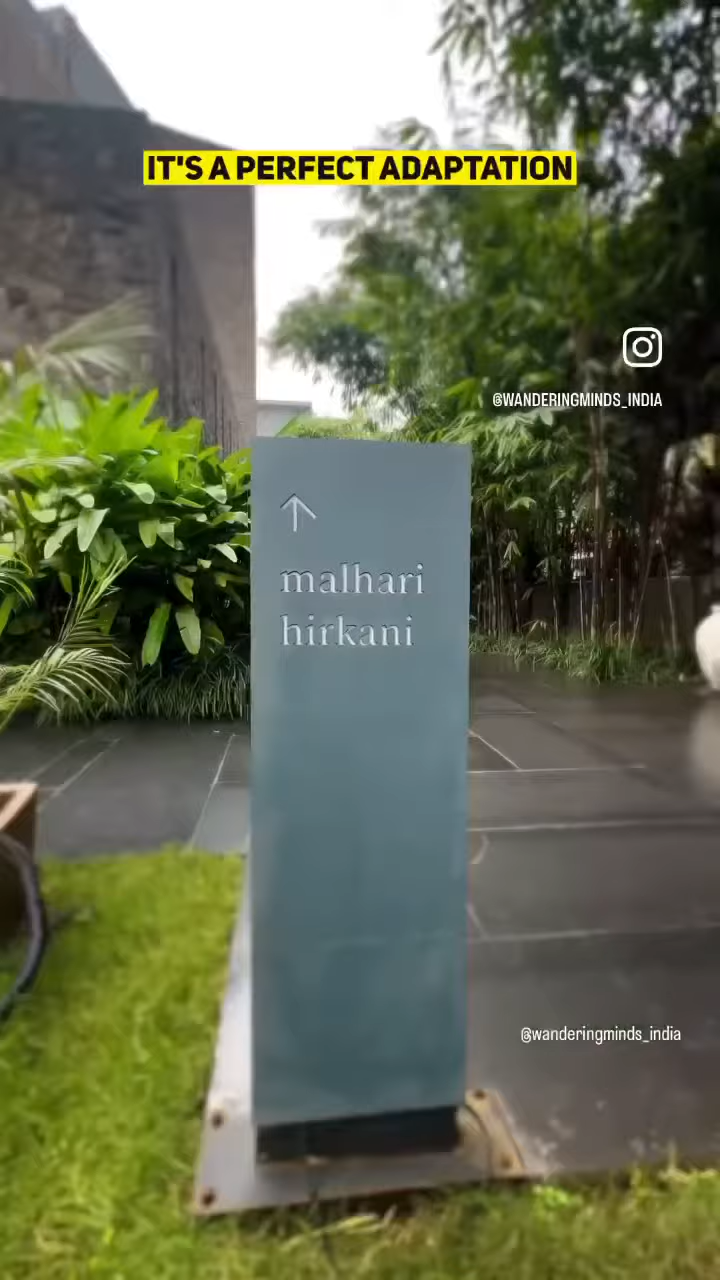 IT'S A PERFECT ADAPTATION
@WANDERINGMINDS_INDIA
malhari
hirkani
@wanderingminds_india